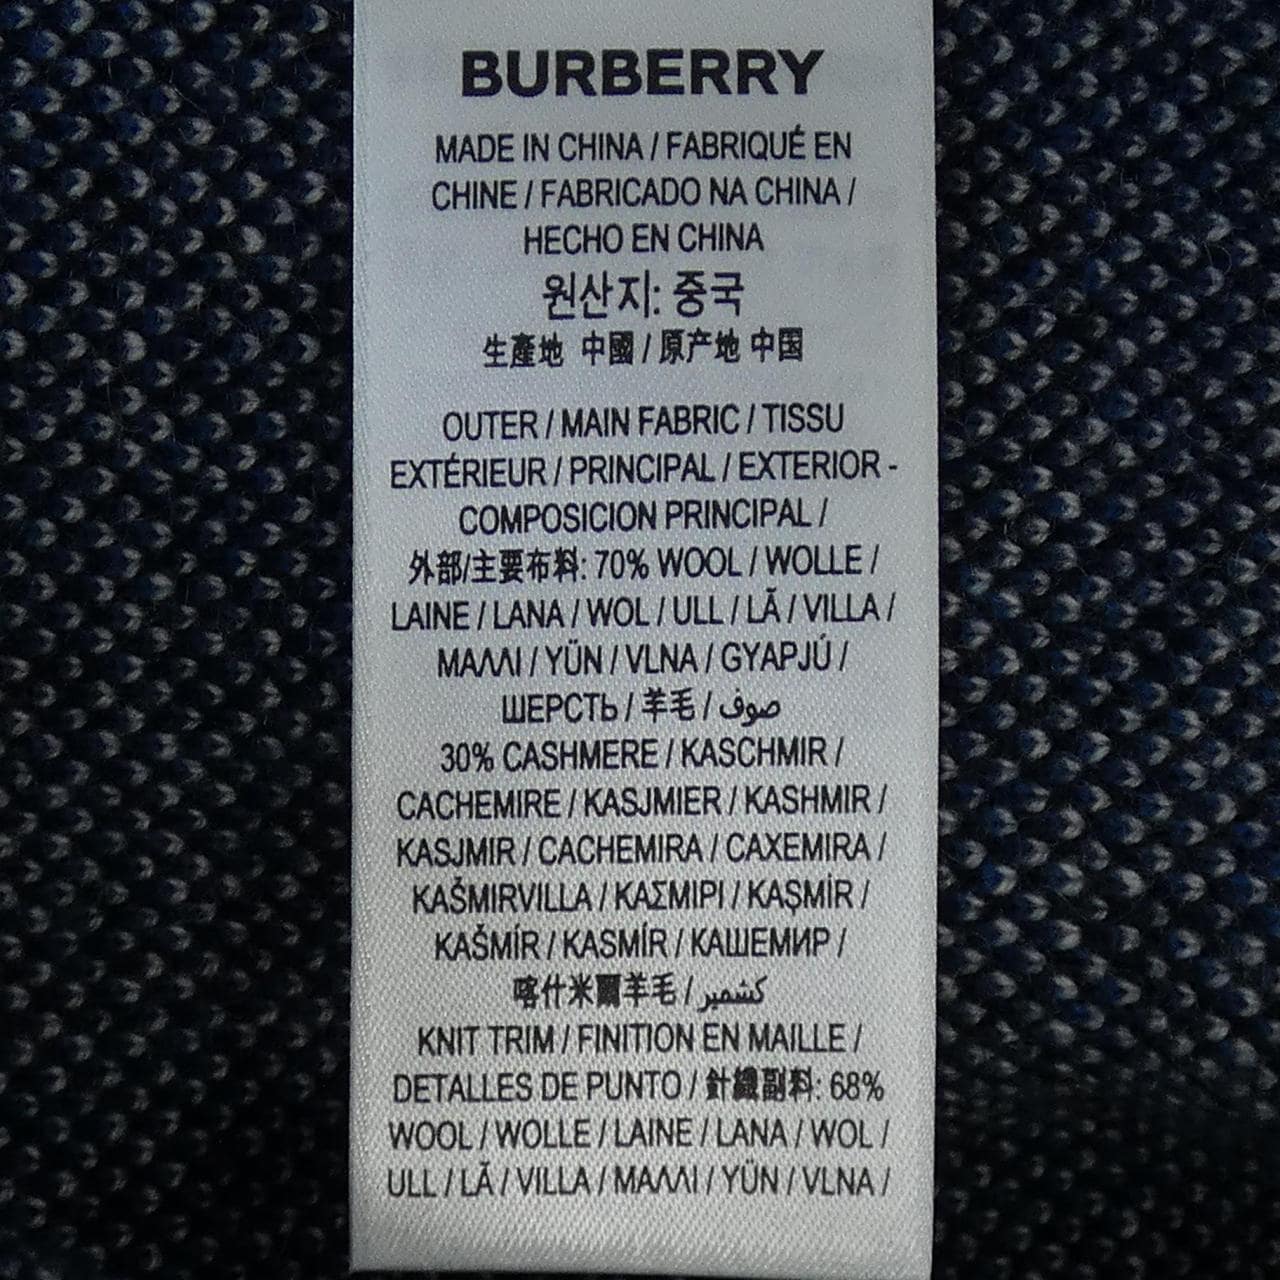 BURBERRY
MADE IN CHINA / FABRIQUÉ EN
CHINE / FABRICADO NA CHINA /
HECHO EN CHINA
원산지: 중국
生產地 中國 / 原产地 中国
OUTER / MAIN FABRIC / TISSU
EXTÉRIEUR / PRINCIPAL / EXTERIOR -
COMPOSICION PRINCIPAL /
外部/主要布料: 70% WOOL / WOLLE /
LAINE / LANA / WOL / ULL / LÃ / VILLA /
ΜΑΛΛΙ / YÜN / VLNA / GYAPJÚ /
ШЕРСТЬ / 羊毛 / صوف
30% CASHMERE / KASCHMIR /
CACHEMIRE / KASJMIER / KASHMIR /
KASJMIR / CACHEMIRA / CAXEMIRA /
KAŠMIRVILLA / ΚΑΣΜΙΡΙ / KAŞMİR /
KAŠMÍR / KASMÍR / КАШЕМИР /
喀什米爾羊毛 / كشمير
KNIT TRIM / FINITION EN MAILLE /
DETALLES DE PUNTO / 針織副料: 68%
WOOL / WOLLE / LAINE / LANA / WOL /
ULL / LÃ / VILLA / ΜΑΛΛΙ / YÜN / VLNA /